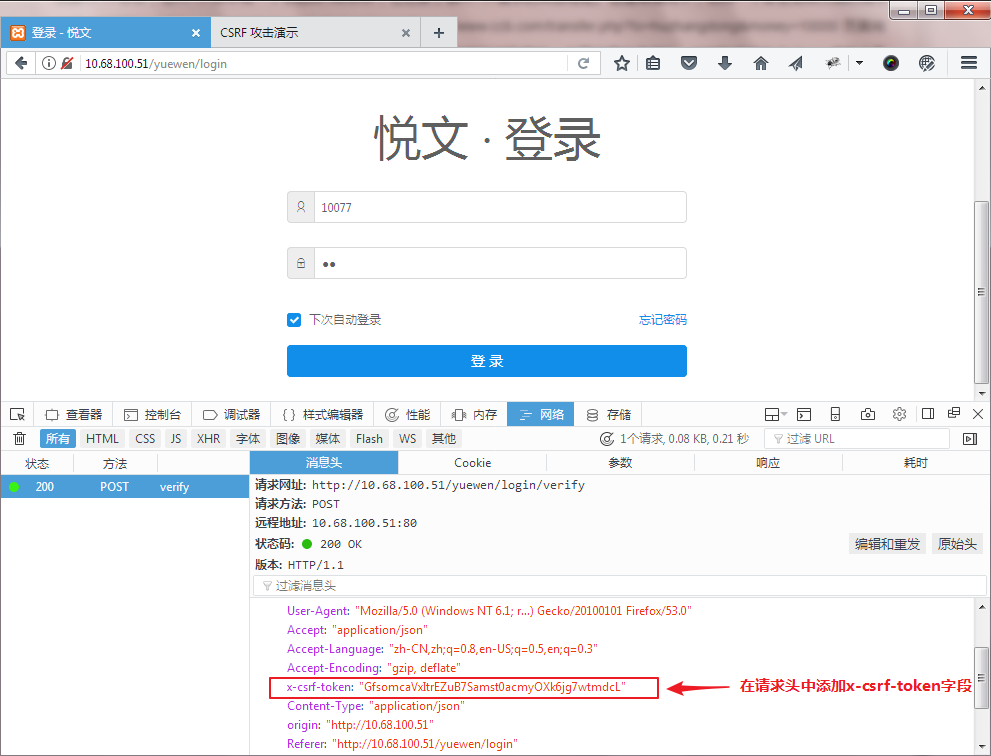 登录 - 悦文
CSRF 攻击演示
10.68.100.51/yuewen/login
悦文 · 登录
10077
下次自动登录 忘记密码
登 录
查看器 控制台 调试器 { } 样式编辑器 性能 内存 网络 存储
所有 HTML CSS JS XHR 字体 图像 媒体 Flash WS 其他 1个请求, 0.08 KB, 0.21 秒 过滤 URL
状态 方法 消息头 Cookie 参数 响应 耗时
200 POST verify
请求网址: http://10.68.100.51/yuewen/login/verify
请求方法: POST
远程地址: 10.68.100.51:80
状态码: 200 OK 编辑和重发 原始头
版本: HTTP/1.1
过滤消息头
User-Agent: "Mozilla/5.0 (Windows NT 6.1; r...) Gecko/20100101 Firefox/53.0"
Accept: "application/json"
Accept-Language: "zh-CN,zh;q=0.8,en-US;q=0.5,en;q=0.3"
Accept-Encoding: "gzip, deflate"
x-csrf-token: "GfsomcaVxItrEZuB7Samst0acmyOXk6jg7wtmdcL" 在请求头中添加x-csrf-token字段
Content-Type: "application/json"
origin: "http://10.68.100.51"
Referer: "http://10.68.100.51/yuewen/login"